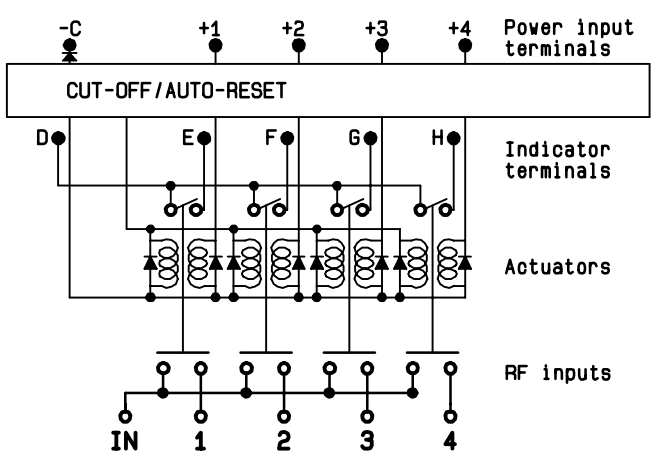 -C +1 +2 +3 +4 Power input
terminals
CUT-OFF/AUTO-RESET
D E F G H Indicator
terminals
Actuators
RF inputs
IN 1 2 3 4